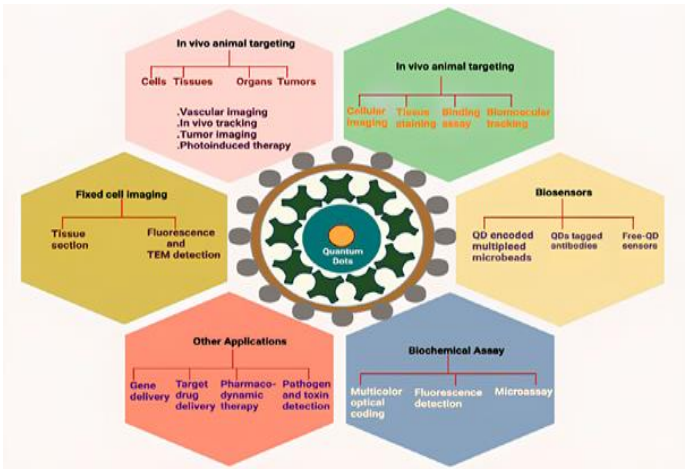 In vivo animal targeting
Cells Tissues Organs Tumors
.Vascular imaging
.In vivo tracking
.Tumor imaging
.Photoinduced therapy
In vivo animal targeting
Cellular imaging
Tissue staining
Binding assay
Biomoscular tracking
Fixed cell imaging
Tissue
section
Fluorescence
and
TEM detection
Quantum
Dots
Biosensors
QD encoded
multipleed
microbeads
QDs tagged
antibodies
Free-QD
sensors
Other Applications
Gene
delivery
Target
drug
delivery
Pharmaco-
dynamic
therapy
Pathogen
and toxin
detection
Biochemical Assay
Multicolor
optical
coding
Fluorescence
detection
Microassay